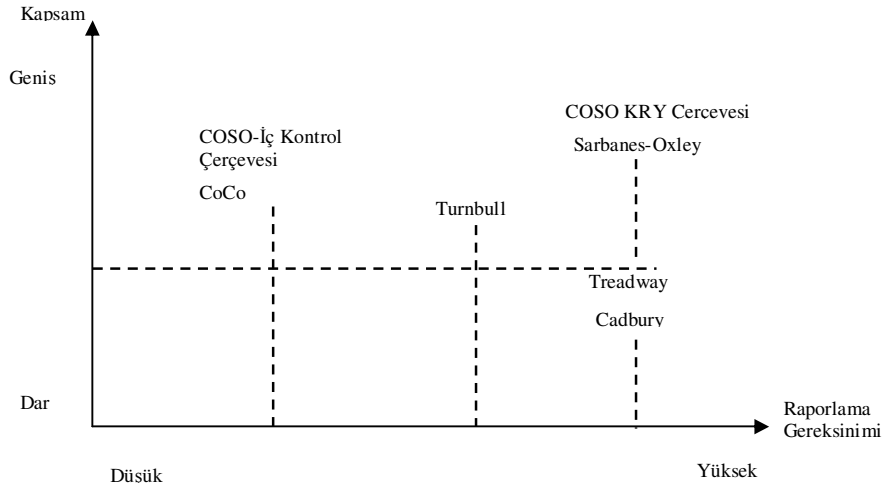 Kapsam
Genis
COSO KRY Cercevesi
Sarbanes-Oxley
COSO-İç Kontrol
Çerçevesi
CoCo
Turnbull
Treadway
Cadbury
Dar
Raporlama
Gereksinimi
Düşük
Yüksek